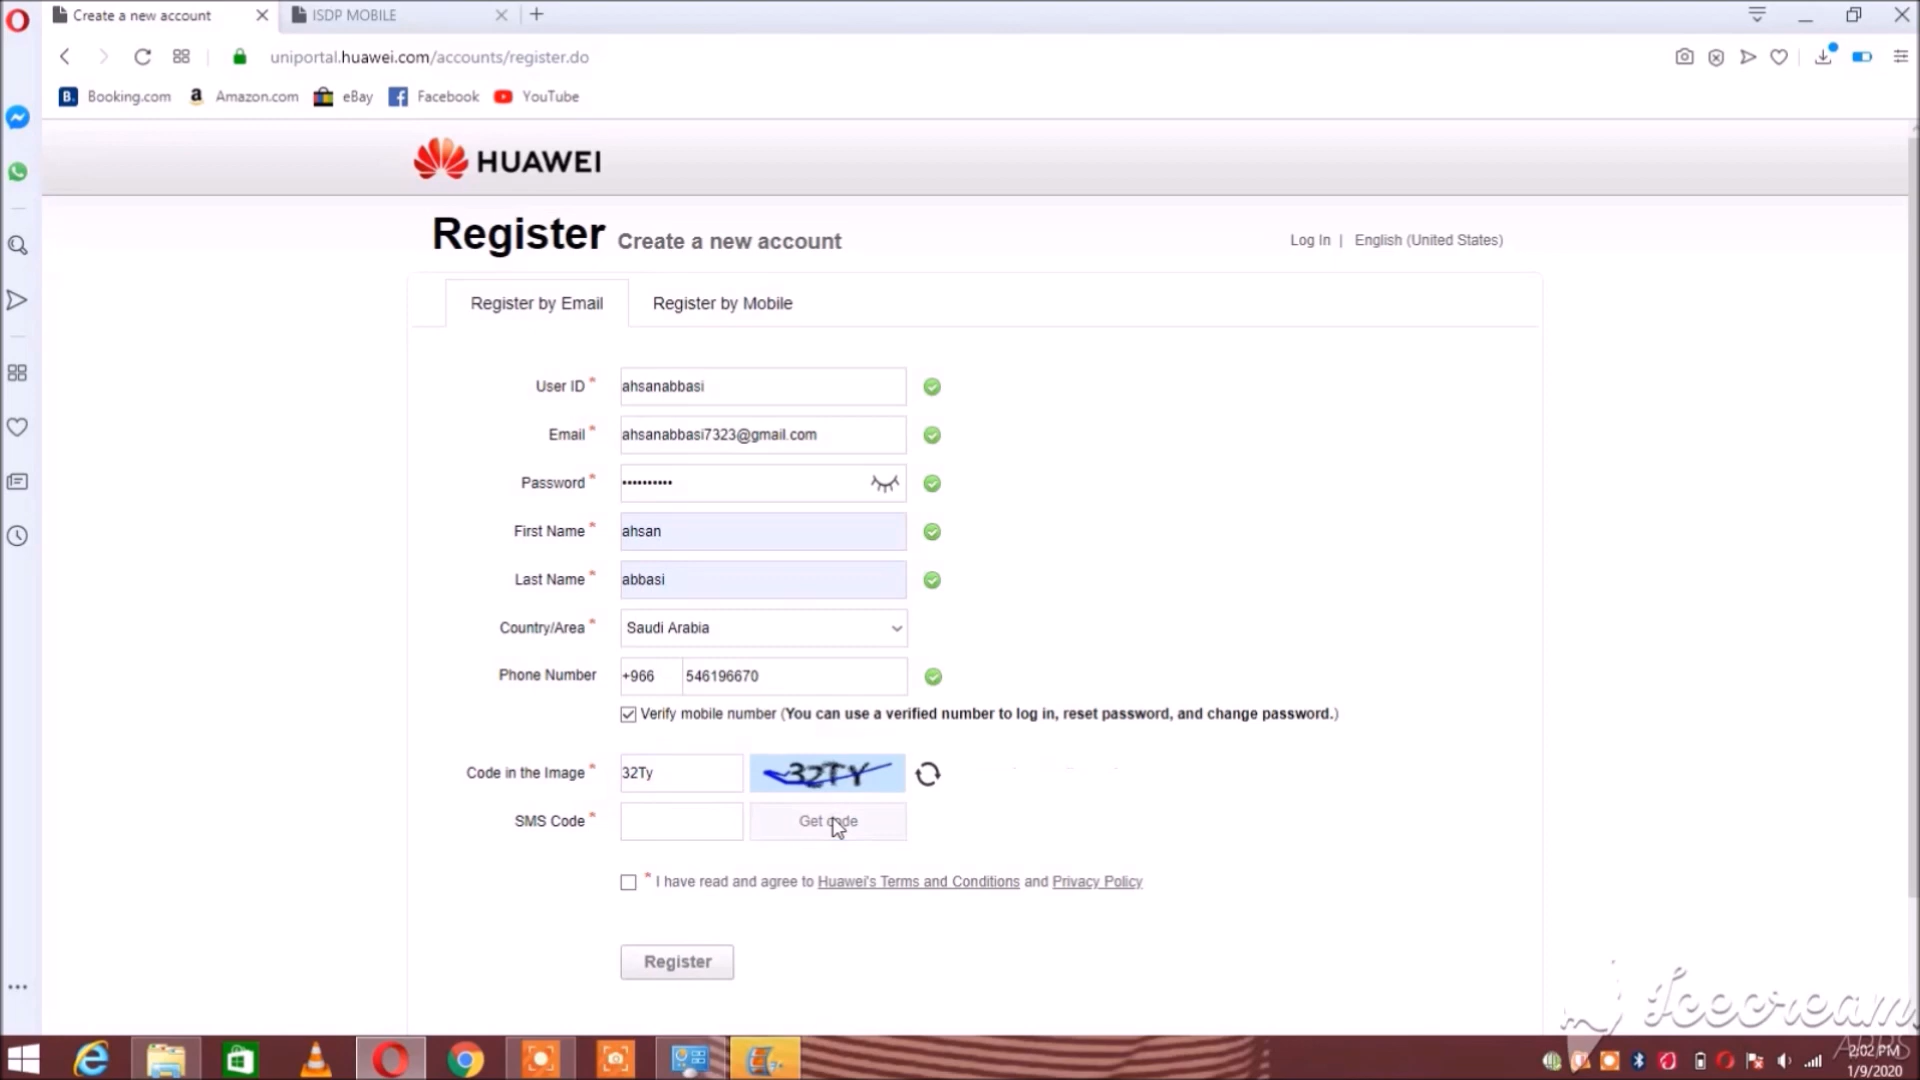 Create a new account
ISDP MOBILE
uniportal.huawei.com/accounts/register.do
B. Booking.com
a Amazon.com
eBay
Facebook
YouTube
HUAWEI
Register Create a new account
Log In | English (United States)
Register by Email
Register by Mobile
User ID * ahsanabbasi
Email * ahsanabbasi7323@gmail.com
Password * ••••••••••
First Name * ahsan
Last Name * abbasi
Country/Area * Saudi Arabia
Phone Number +966 546196670
Verify mobile number (You can use a verified number to log in, reset password, and change password.)
Code in the Image * 32Ty 32TY
SMS Code * Get code
* I have read and agree to Huawei's Terms and Conditions and Privacy Policy
Register
Icecream
APPS
2:02 PM
1/9/2020